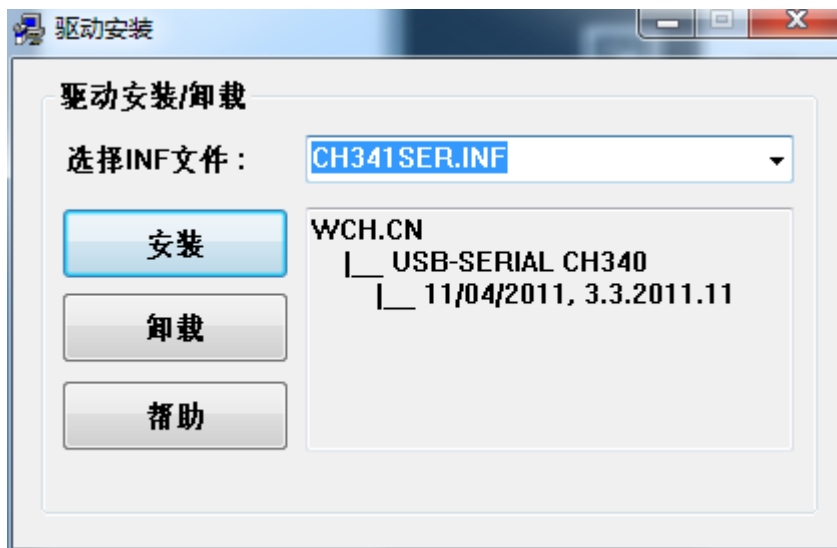 驱动安装
驱动安装/卸载
选择INF文件:
CH341SER.INF
安装
WCH.CN
|__ USB-SERIAL CH340
|__ 11/04/2011, 3.3.2011.11
卸载
帮助